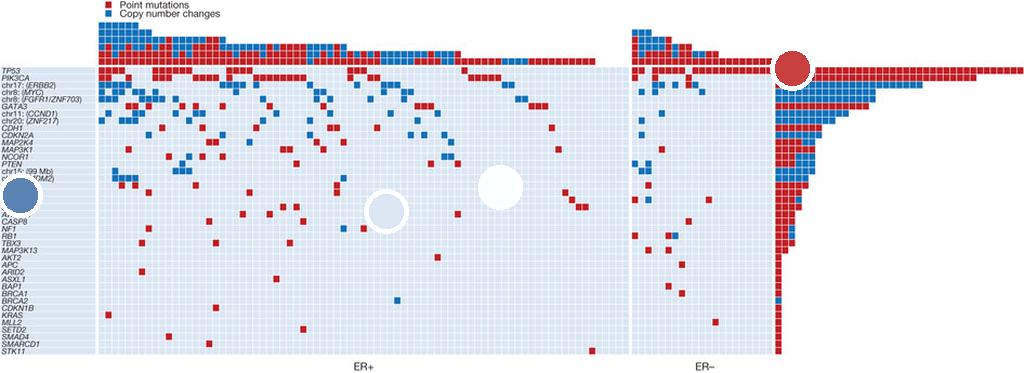 Point mutations
Copy number changes
TP53
PIK3CA
chr17: (ERBB2)
chr8: (MYC)
chr8: (FGFR1/ZNF703)
GATA3
chr11: (CCND1)
chr20: (ZNF217)
CDH1
CDKN2A
MAP2K4
MAP3K1
NCOR1
PTEN
chr15: (99 Mb)
DM2)
CASP8
NF1
RB1
TBX3
MAP3K13
AKT2
APC
ARID2
ASXL1
BAP1
BRCA1
BRCA2
CDKN1B
KRAS
MLL2
SETD2
SMAD4
SMARCD1
STK11
ER+
ER–